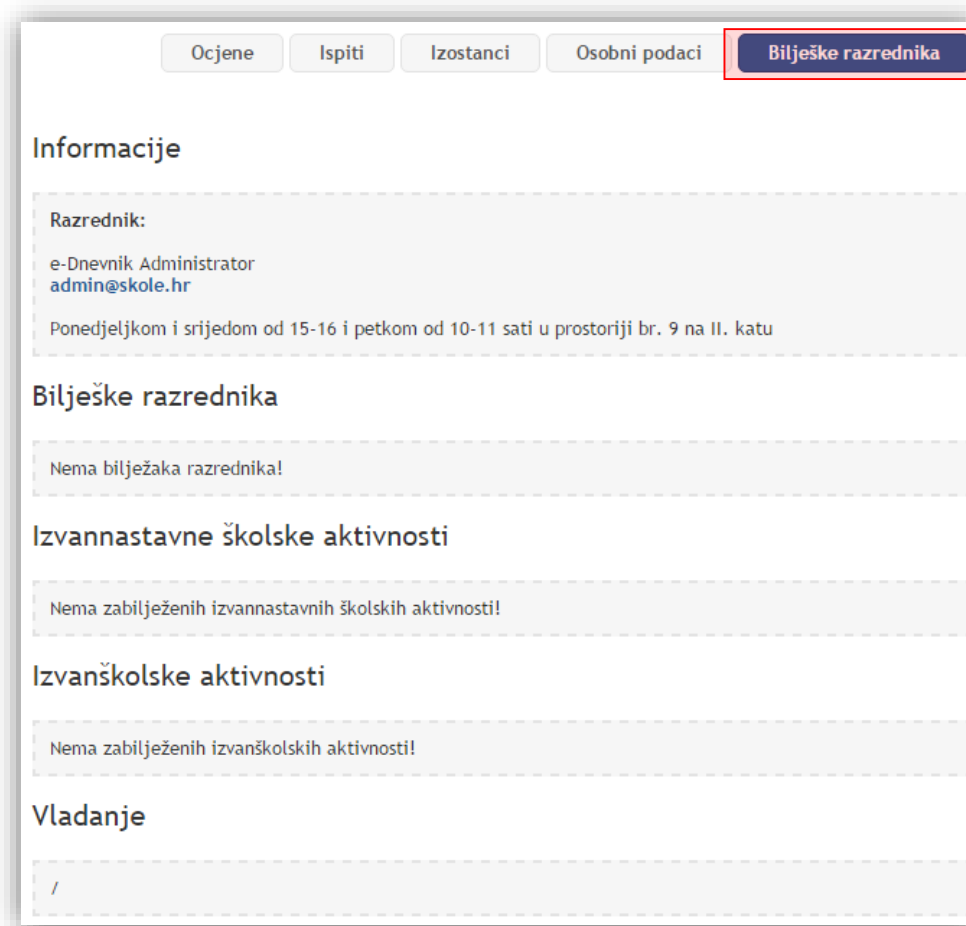 Ocjene Ispiti Izostanci Osobni podaci Bilješke razrednika
Informacije
Razrednik:
e-Dnevnik Administrator
admin@skole.hr
Ponedjeljkom i srijedom od 15-16 i petkom od 10-11 sati u prostoriji br. 9 na II. katu
Bilješke razrednika
Nema bilježaka razrednika!
Izvannastavne školske aktivnosti
Nema zabilježenih izvannastavnih školskih aktivnosti!
Izvanškolske aktivnosti
Nema zabilježenih izvanškolskih aktivnosti!
Vladanje
/